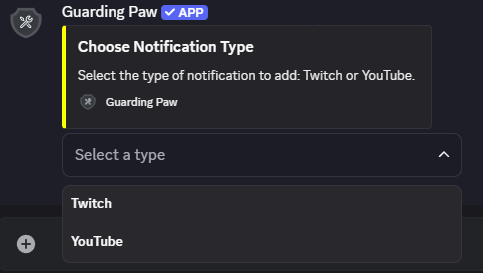 Guarding Paw ✓ APP
Choose Notification Type
Select the type of notification to add: Twitch or YouTube.
Guarding Paw
Select a type
Twitch
YouTube